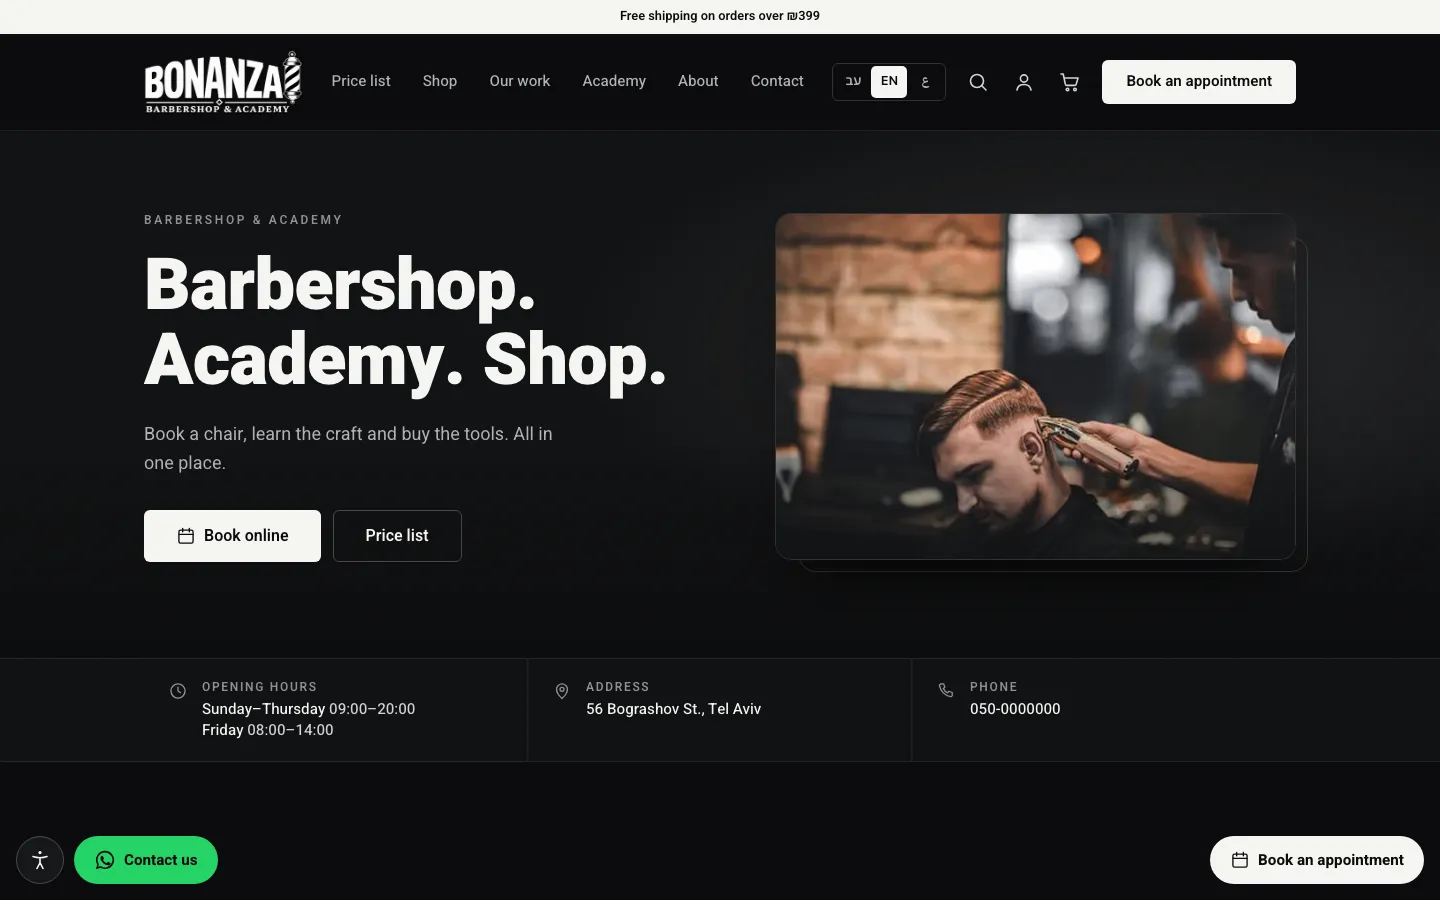 Free shipping on orders over ₪399
BONANZA
BARBERSHOP & ACADEMY
Price list
Shop
Our work
Academy
About
Contact
עב
EN
ع
Book an appointment
BARBERSHOP & ACADEMY
Barbershop.
Academy. Shop.
Book a chair, learn the craft and buy the tools. All in
one place.
Book online
Price list
OPENING HOURS
Sunday–Thursday 09:00–20:00
Friday 08:00–14:00
ADDRESS
56 Bograshov St., Tel Aviv
PHONE
050-0000000
Contact us
Book an appointment